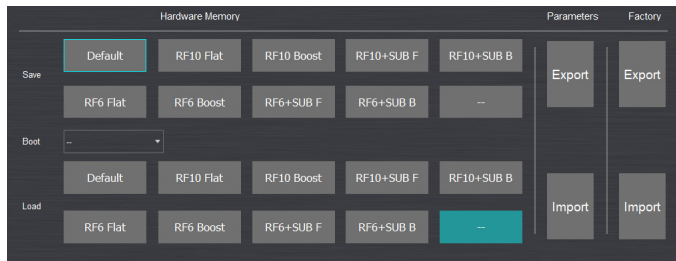 Hardware Memory Parameters Factory
Save
Default RF10 Flat RF10 Boost RF10+SUB F RF10+SUB B
RF6 Flat RF6 Boost RF6+SUB F RF6+SUB B --
Export Export
Boot --
Load
Default RF10 Flat RF10 Boost RF10+SUB F RF10+SUB B
RF6 Flat RF6 Boost RF6+SUB F RF6+SUB B --
Import Import